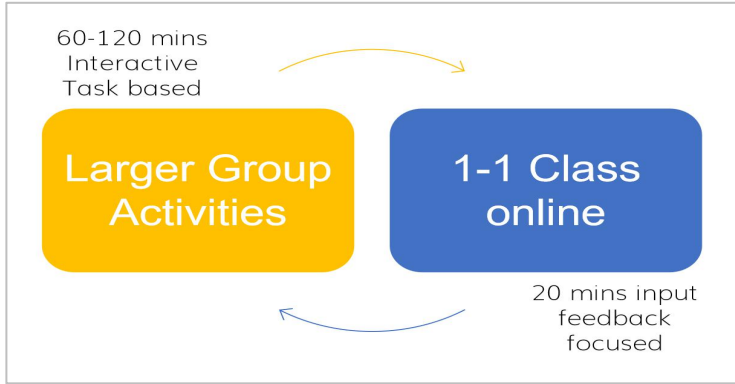 60-120 mins
Interactive
Task based
Larger Group
Activities
1-1 Class
online
20 mins input
feedback
focused